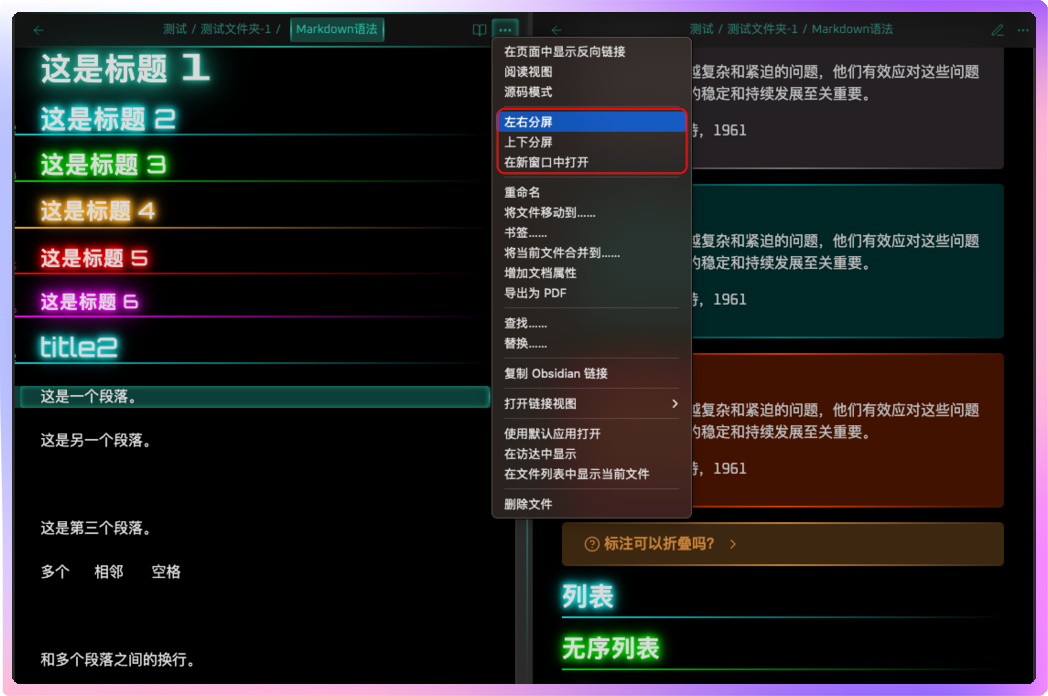 测试 / 测试文件夹-1 / Markdown语法
这是标题 1
这是标题 2
这是标题 3
这是标题 4
这是标题 5
这是标题 6
title2
这是一个段落。
这是另一个段落。
这是第三个段落。
多个 相邻 空格
和多个段落之间的换行。
在页面中显示反向链接
阅读视图
源码模式
左右分屏
上下分屏
在新窗口中打开
重命名
将文件移动到......
书签......
将当前文件合并到......
增加文档属性
导出为 PDF
查找......
替换......
复制 Obsidian 链接
打开链接视图
使用默认应用打开
在访达中显示
在文件列表中显示当前文件
删除文件
测试 / 测试文件夹-1 / Markdown语法
越复杂和紧迫的问题，他们有效应对这些问题
的稳定和持续发展至关重要。
特，1961
越复杂和紧迫的问题，他们有效应对这些问题
的稳定和持续发展至关重要。
特，1961
越复杂和紧迫的问题，他们有效应对这些问题
的稳定和持续发展至关重要。
特，1961
标注可以折叠吗?
列表
无序列表